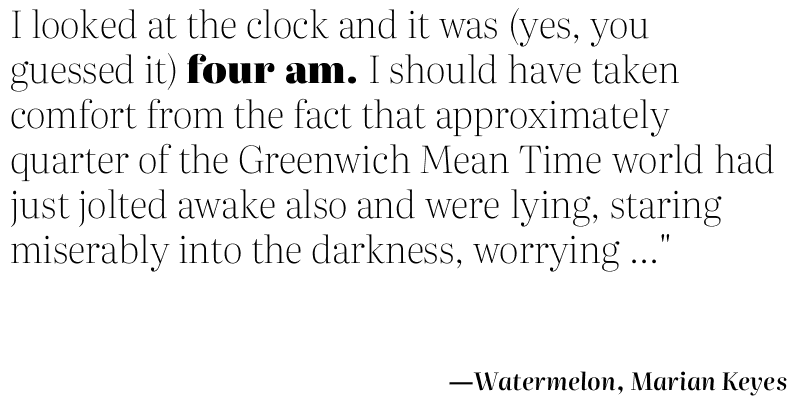 I looked at the clock and it was (yes, you
guessed it) four am. I should have taken
comfort from the fact that approximately
quarter of the Greenwich Mean Time world had
just jolted awake also and were lying, staring
miserably into the darkness, worrying ..."
—Watermelon, Marian Keyes